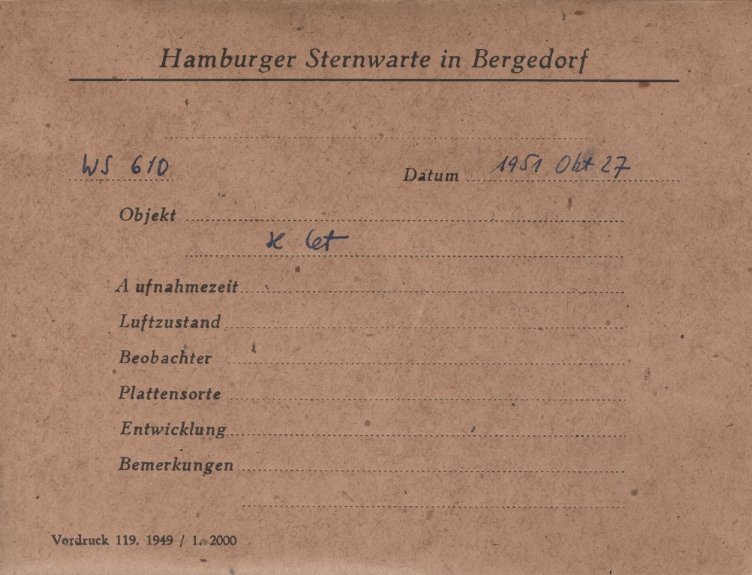 Hamburger Sternwarte in Bergedorf
WS 610 Datum 1951 Okt 27
Objekt
ϰ Cet
Aufnahmezeit
Luftzustand
Beobachter
Plattensorte
Entwicklung
Bemerkungen
Vordruck 119. 1949 / 1. 2000